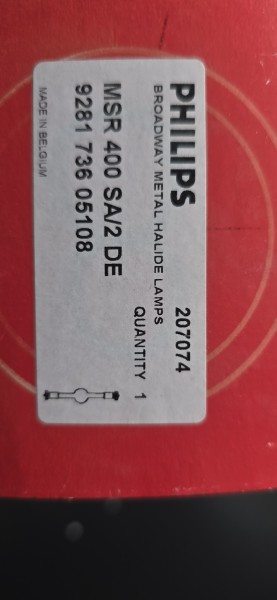 PHILIPS
207074
BROADWAY METAL HALIDE LAMPS
QUANTITY 1
MSR 400 SA/2 DE
9281 736 05108
MADE IN BELGIUM